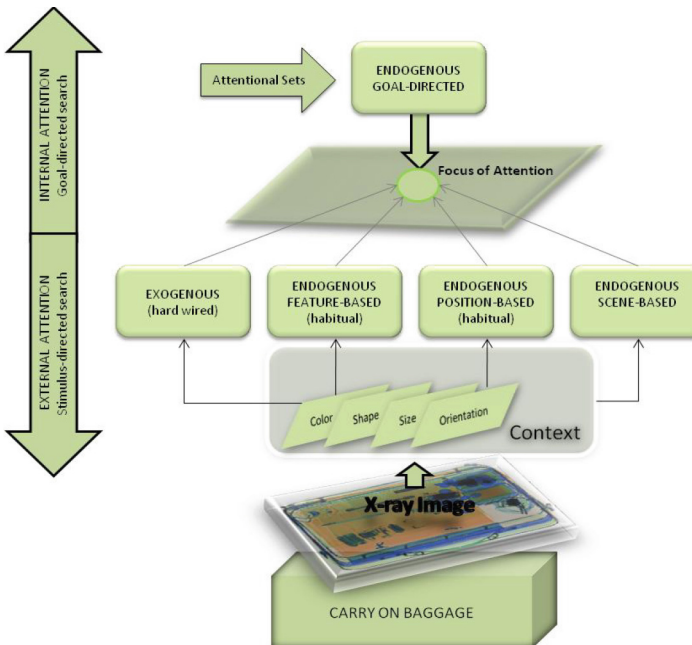 INTERNAL ATTENTION
Goal-directed search
EXTERNAL ATTENTION
Stimulus-directed search
Attentional Sets
ENDOGENOUS
GOAL-DIRECTED
Focus of Attention
EXOGENOUS
(hard wired)
ENDOGENOUS
FEATURE-BASED
(habitual)
ENDOGENOUS
POSITION-BASED
(habitual)
ENDOGENOUS
SCENE-BASED
Color
Shape
Size
Orientation
Context
X-ray Image
CARRY ON BAGGAGE